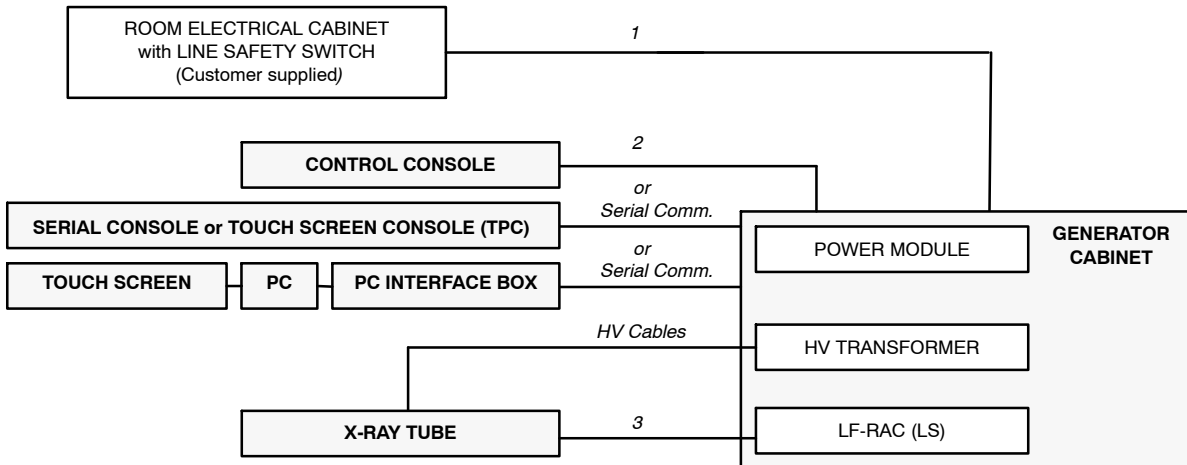 ROOM ELECTRICAL CABINET
with LINE SAFETY SWITCH
(Customer supplied)
1
CONTROL CONSOLE
2
or
Serial Comm.
SERIAL CONSOLE or TOUCH SCREEN CONSOLE (TPC)
or
Serial Comm.
TOUCH SCREEN
PC
PC INTERFACE BOX
POWER MODULE
GENERATOR
CABINET
HV Cables
HV TRANSFORMER
X-RAY TUBE
3
LF-RAC (LS)